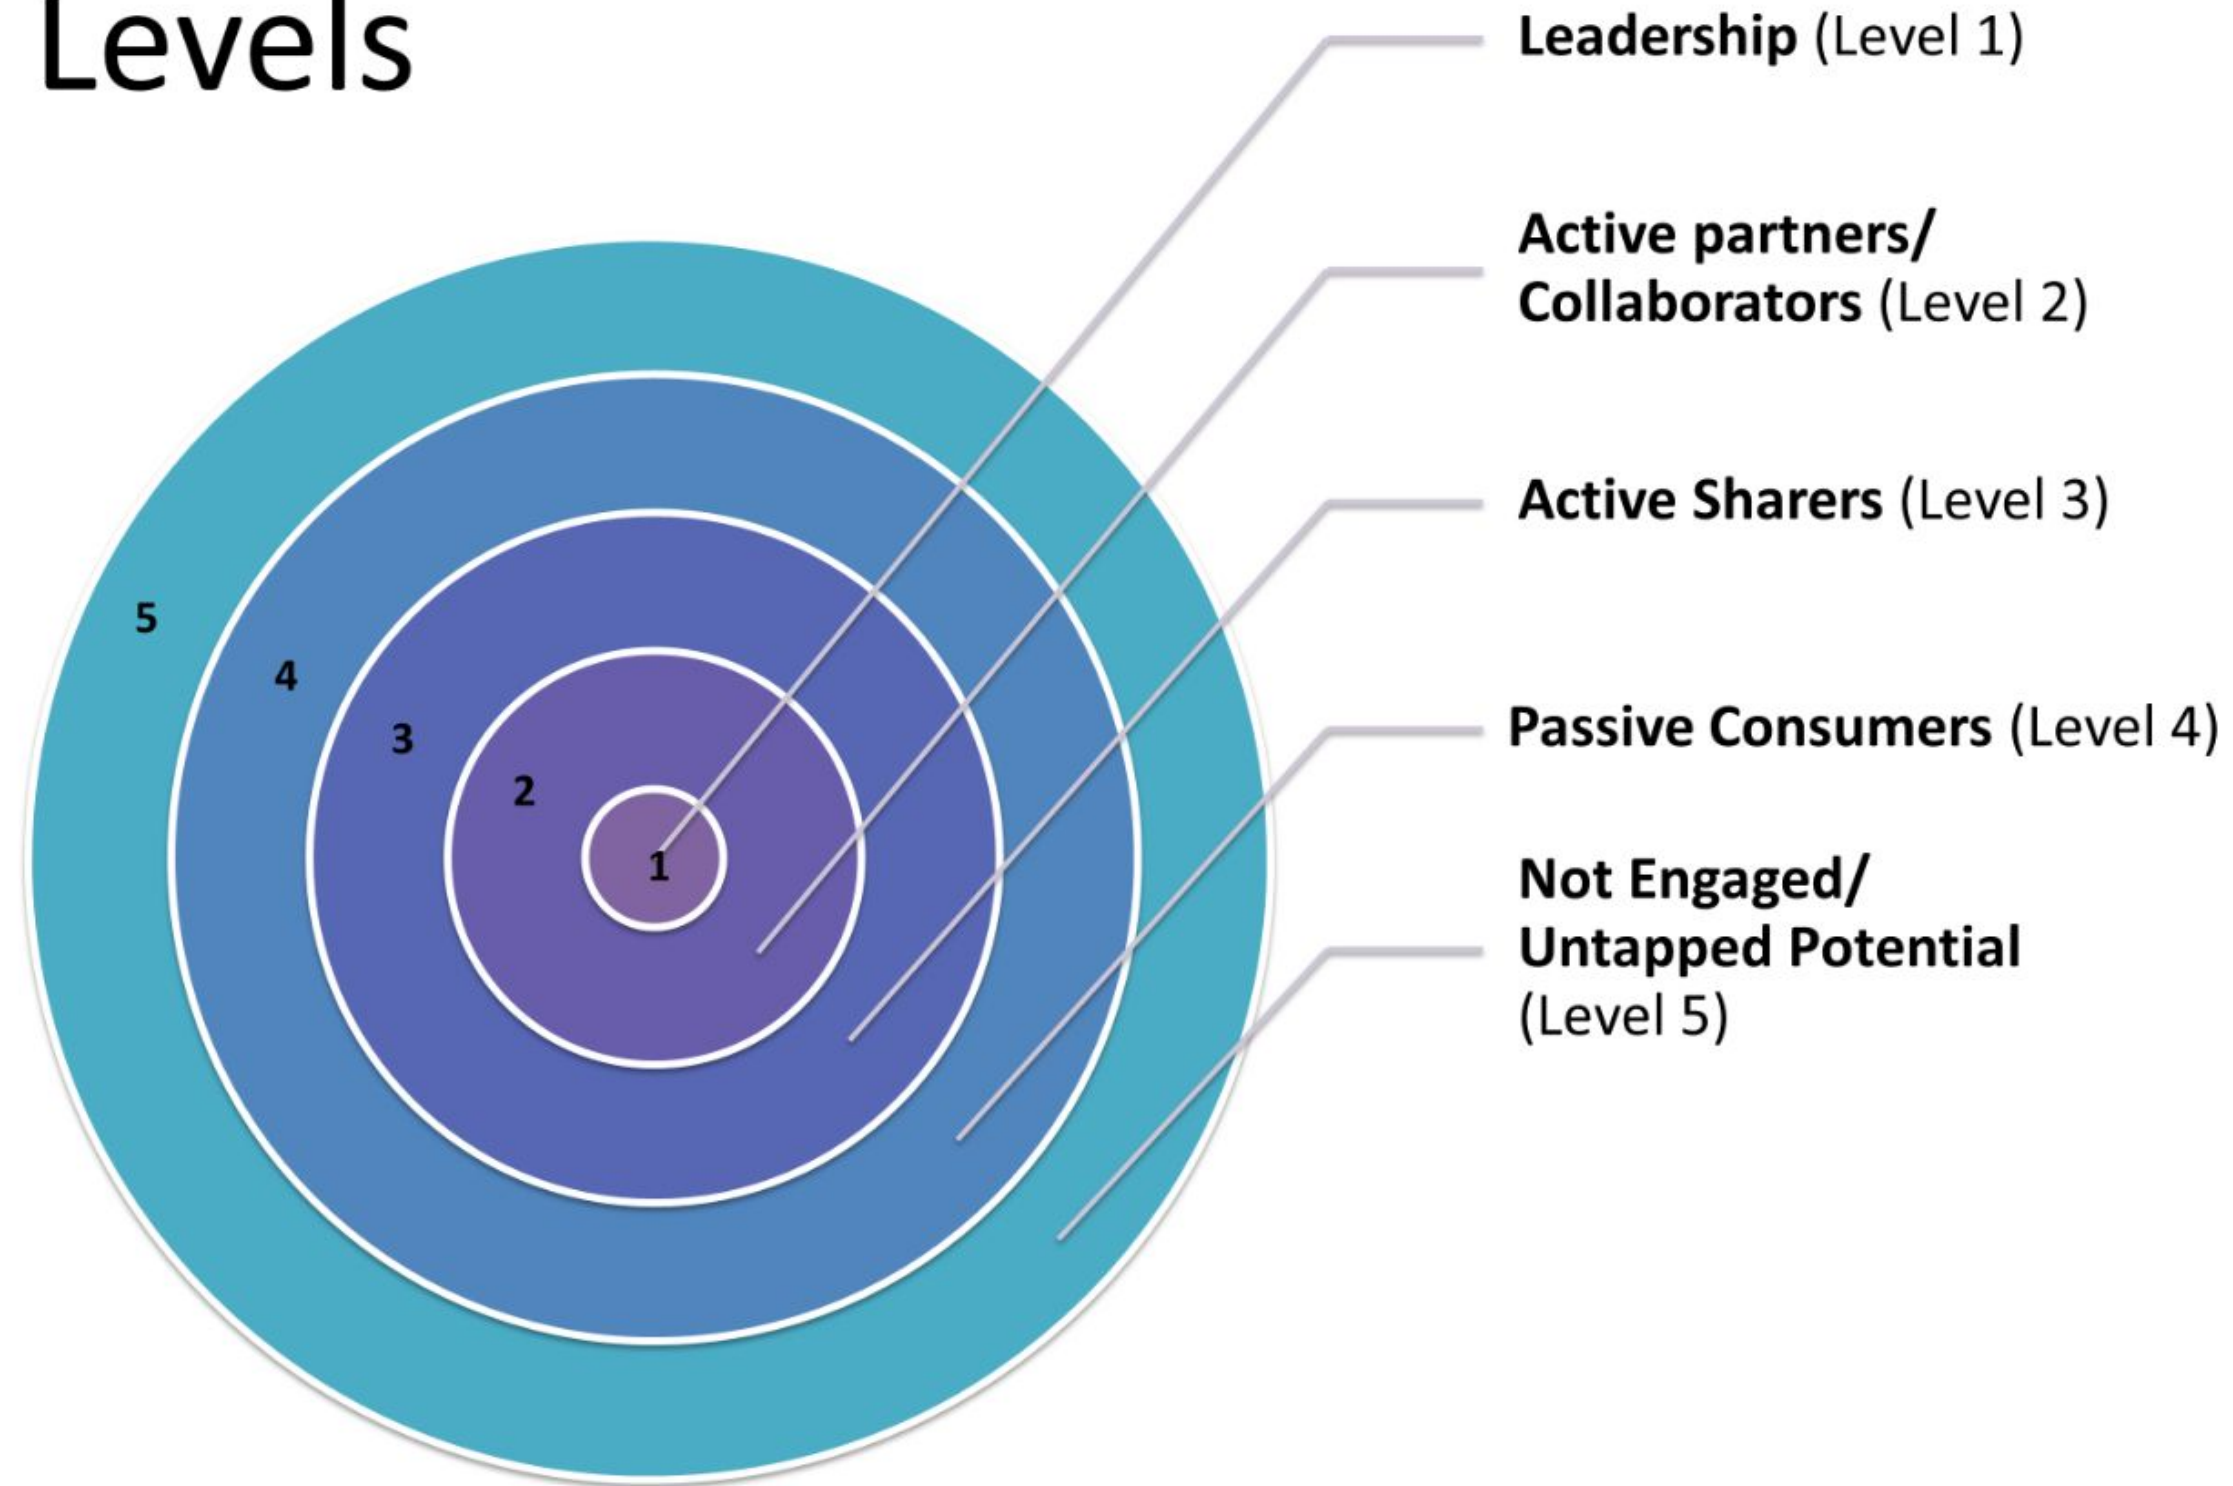 Levels
Leadership (Level 1)
Active partners/
Collaborators (Level 2)
Active Sharers (Level 3)
Passive Consumers (Level 4)
Not Engaged/
Untapped Potential
(Level 5)
5
4
3
2
1